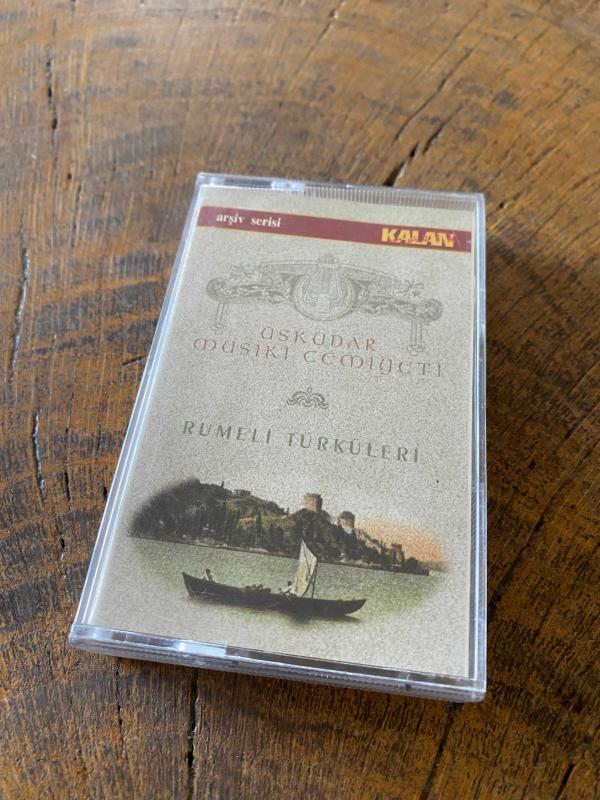 arşiv serisi
KALAN
ÜSKÜDAR
MUSİKİ CEMİYETİ
RUMELİ TÜRKÜLERİ